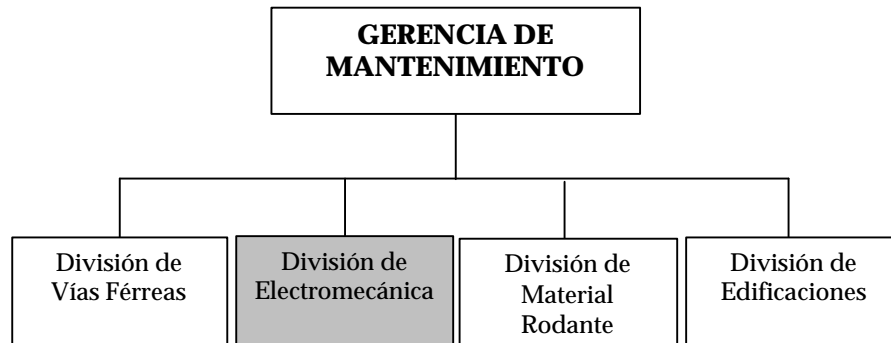 GERENCIA DE
MANTENIMIENTO
División de
Vías Férreas
División de
Electromecánica
División de
Material
Rodante
División de
Edificaciones